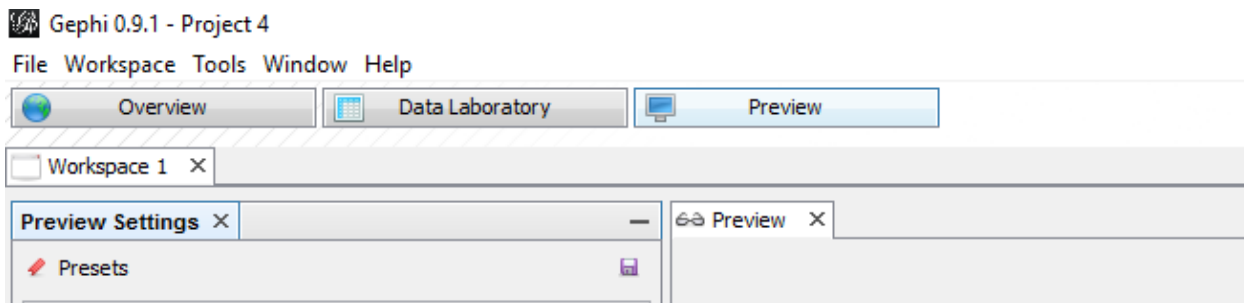 Gephi 0.9.1 - Project 4
File Workspace Tools Window Help
Overview Data Laboratory Preview
Workspace 1
Preview Settings Preview
Presets